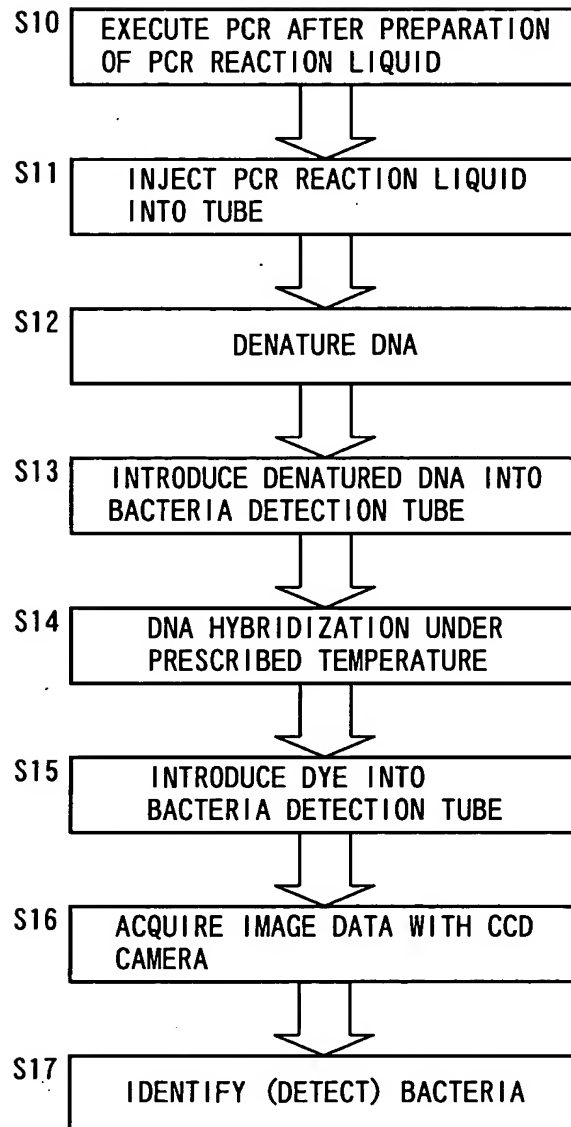 S10
EXECUTE PCR AFTER PREPARATION
OF PCR REACTION LIQUID
S11
INJECT PCR REACTION LIQUID
INTO TUBE
S12
DENATURE DNA
S13
INTRODUCE DENATURED DNA INTO
BACTERIA DETECTION TUBE
S14
DNA HYBRIDIZATION UNDER
PRESCRIBED TEMPERATURE
S15
INTRODUCE DYE INTO
BACTERIA DETECTION TUBE
S16
ACQUIRE IMAGE DATA WITH CCD
CAMERA
S17
IDENTIFY (DETECT) BACTERIA